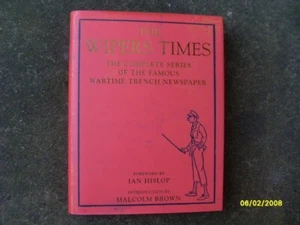 THE
WIPERS TIMES
THE COMPLETE SERIES
OF THE FAMOUS
WARTIME TRENCH NEWSPAPER
FOREWORD BY
IAN HISLOP
INTRODUCTION BY
MALCOLM BROWN
06/02/2008